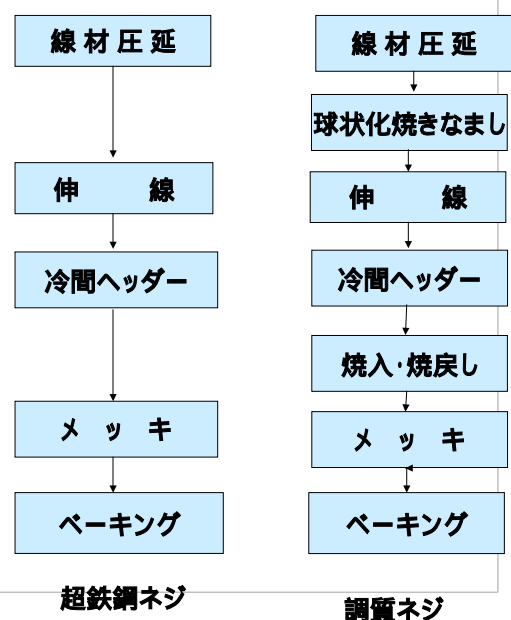 線材圧延
伸線
冷間ヘッダー
メッキ
ベーキング
超鉄鋼ネジ
線材圧延
球状化焼きなまし
伸線
冷間ヘッダー
焼入・焼戻し
メッキ
ベーキング
調質ネジ